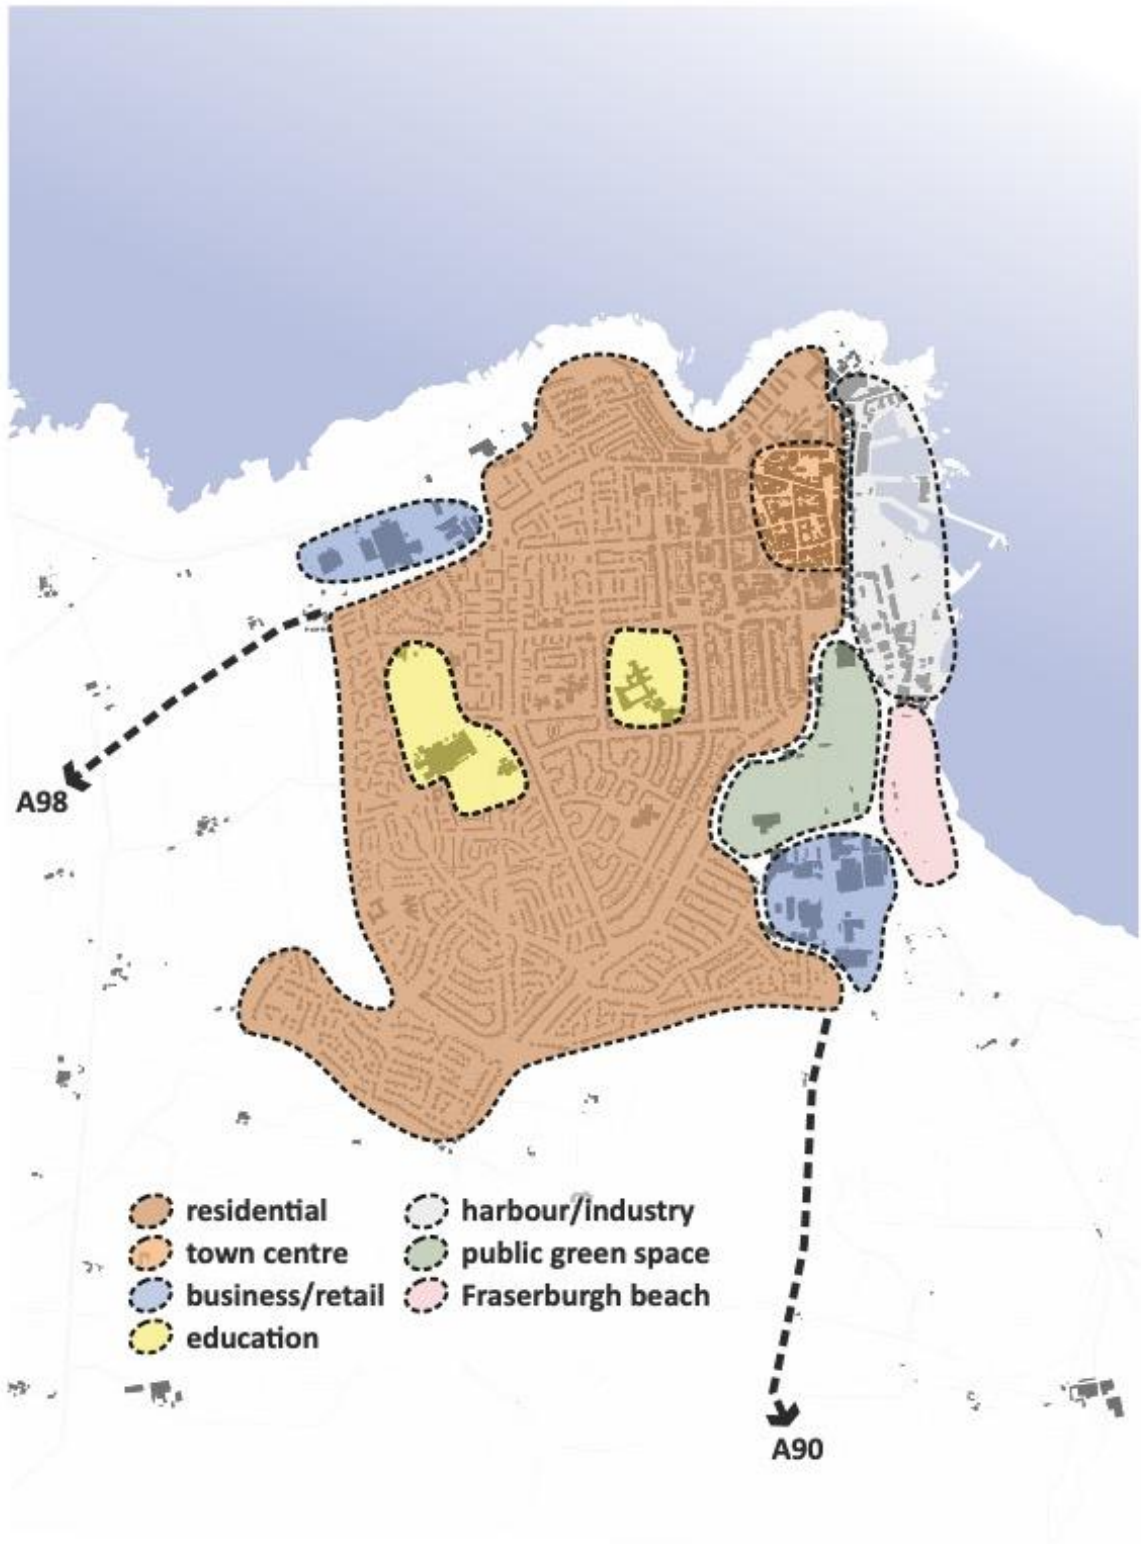 A98
residential
town centre
business/retail
education
harbour/industry
public green space
Fraserburgh beach
A90